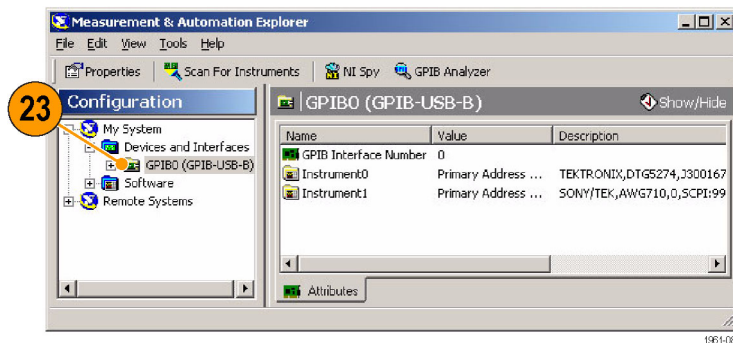 Measurement & Automation Explorer
File Edit View Tools Help
Properties Scan For Instruments NI Spy GPIB Analyzer
23
Configuration
GPIB0 (GPIB-USB-B)
Show/Hide
My System
Devices and Interfaces
GPIB0 (GPIB-USB-B)
Software
Remote Systems
Name Value Description
GPIB Interface Number 0
Instrument0 Primary Address ... TEKTRONIX,DTG5274,J300167
Instrument1 Primary Address ... SONY/TEK,AWG710,0,SCPI:99
Attributes
1961-08